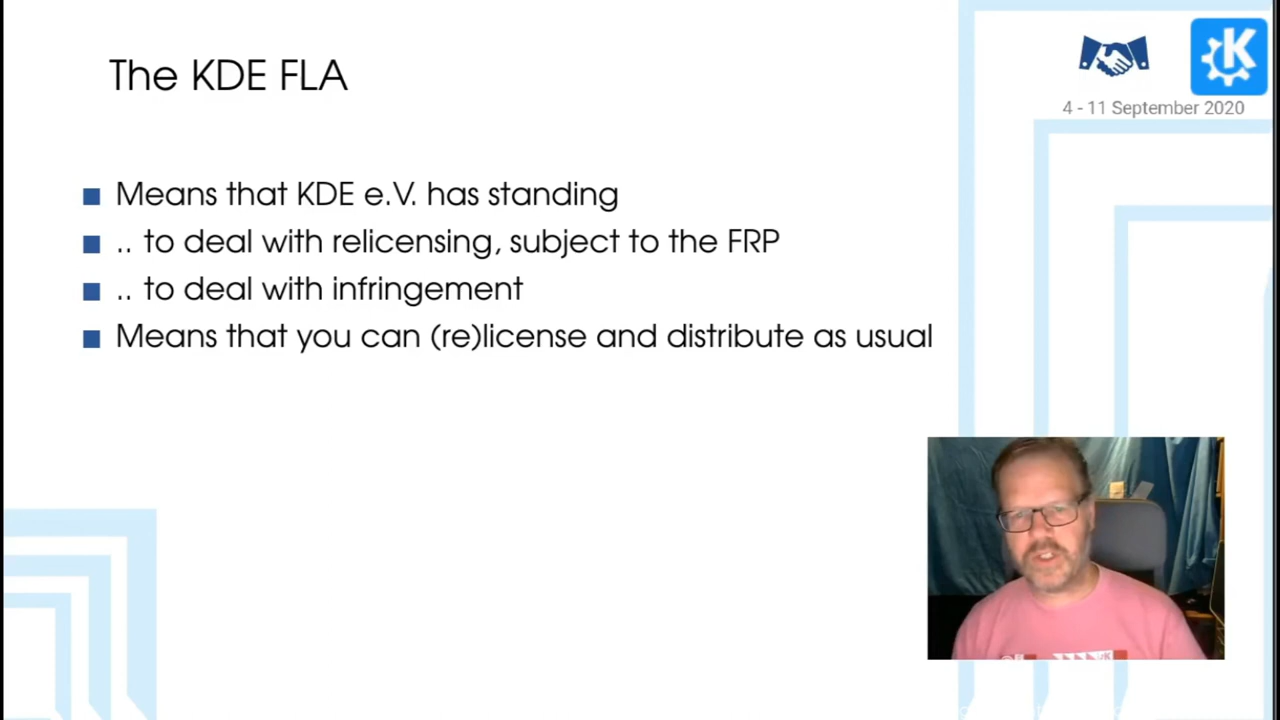 The KDE FLA
K
4 - 11 September 2020
Means that KDE e.V. has standing
.. to deal with relicensing, subject to the FRP
.. to deal with infringement
Means that you can (re)license and distribute as usual